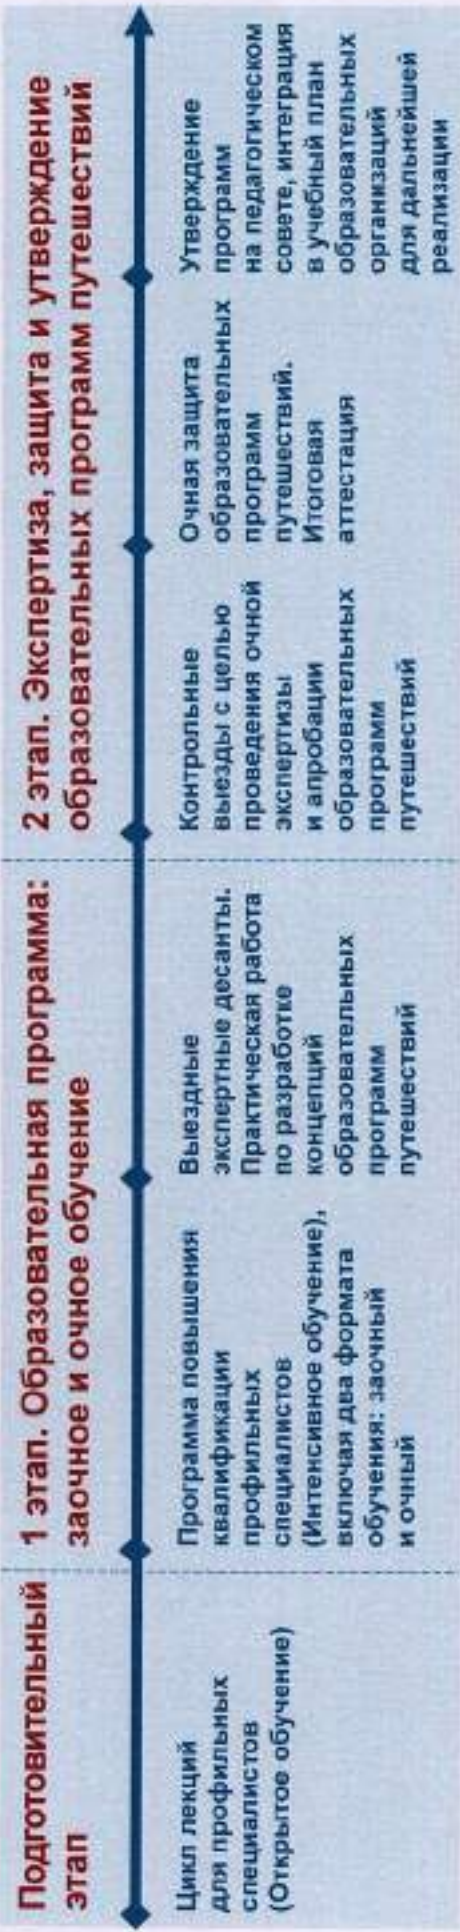 Подготовительный
этап
Цикл лекций
для профильных
специалистов
(Открытое обучение)
1 этап. Образовательная программа:
заочное и очное обучение
Программа повышения
квалификации
профильных
специалистов
(Интенсивное обучение),
включая два формата
обучения: заочный
и очный
Выездные
экспертные десанты.
Практическая работа
по разработке
концепций
образовательных
программ
путешествий
2 этап. Экспертиза, защита и утверждение
образовательных программ путешествий
Контрольные
выезды с целью
проведения очной
экспертизы
и апробации
образовательных
программ
путешествий
Очная защита
образовательных
программ
путешествий.
Итоговая
аттестация
Утверждение
программ
на педагогическом
совете, интеграция
в учебный план
образовательных
организаций
для дальнейшей
реализации